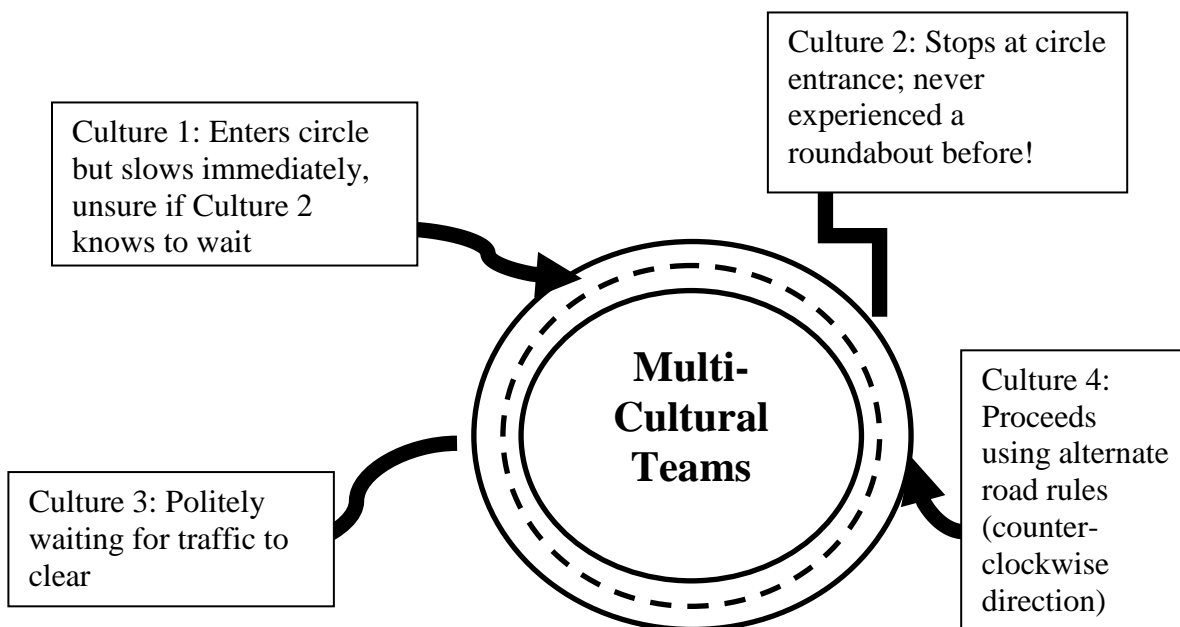 Culture 2: Stops at circle
entrance; never
experienced a
roundabout before!
Culture 1: Enters circle
but slows immediately,
unsure if Culture 2
knows to wait
Multi-
Cultural
Teams
Culture 4:
Proceeds
using alternate
road rules
(counter-
clockwise
direction)
Culture 3: Politely
waiting for traffic to
clear